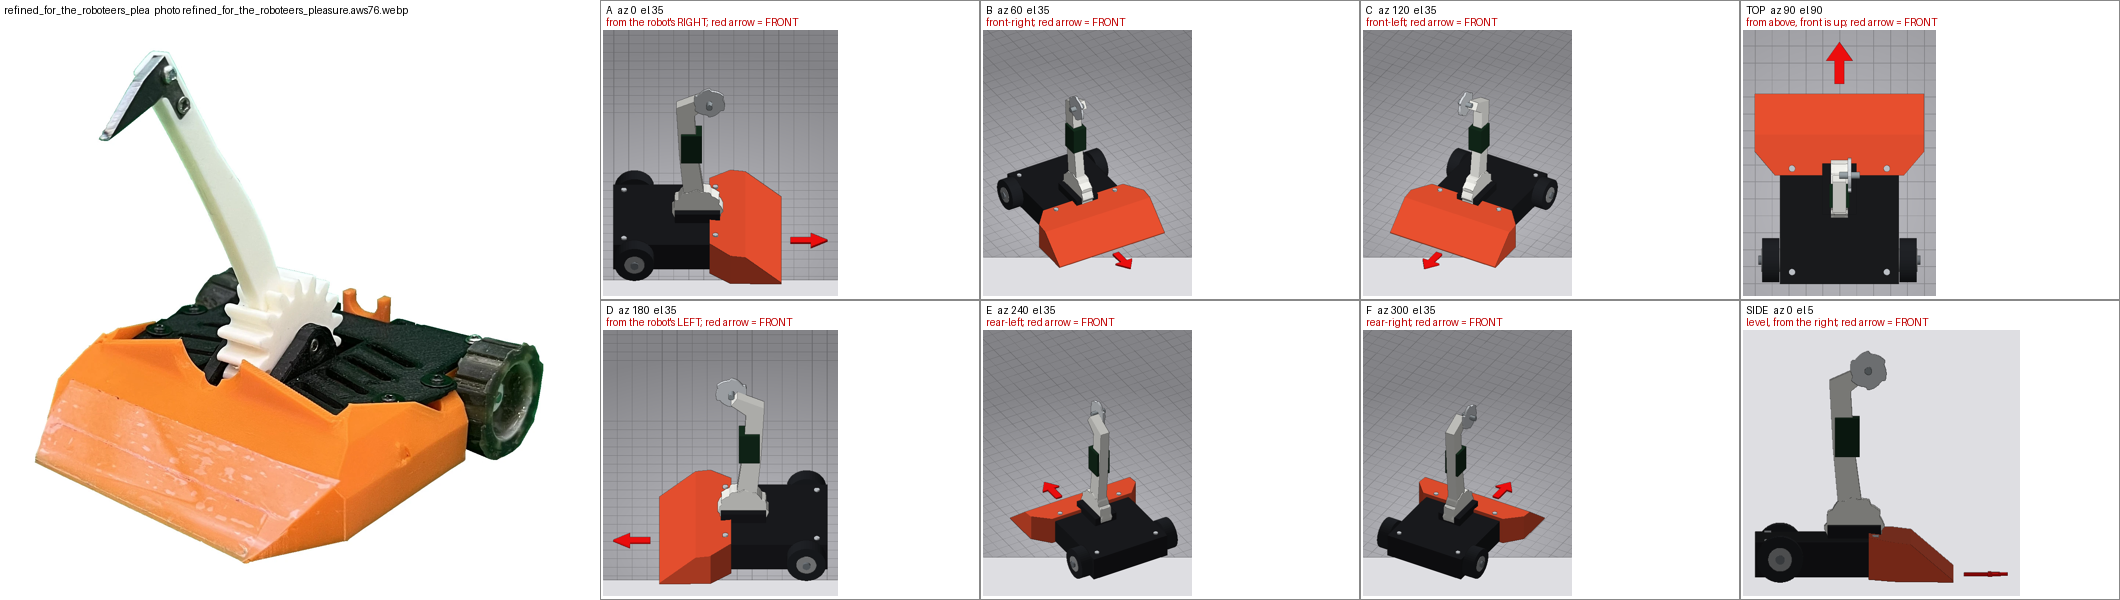 refined_for_the_roboteers_plea photo refined_for_the_roboteers_pleasure.aws76.webp
A az 0 el 35
from the robot's RIGHT; red arrow = FRONT
B az 60 el 35
front-right; red arrow = FRONT
C az 120 el 35
front-left; red arrow = FRONT
TOP az 90 el 90
from above, front is up; red arrow = FRONT
D az 180 el 35
from the robot's LEFT; red arrow = FRONT
E az 240 el 35
rear-left; red arrow = FRONT
F az 300 el 35
rear-right; red arrow = FRONT
SIDE az 0 el 5
level, from the right; red arrow = FRONT